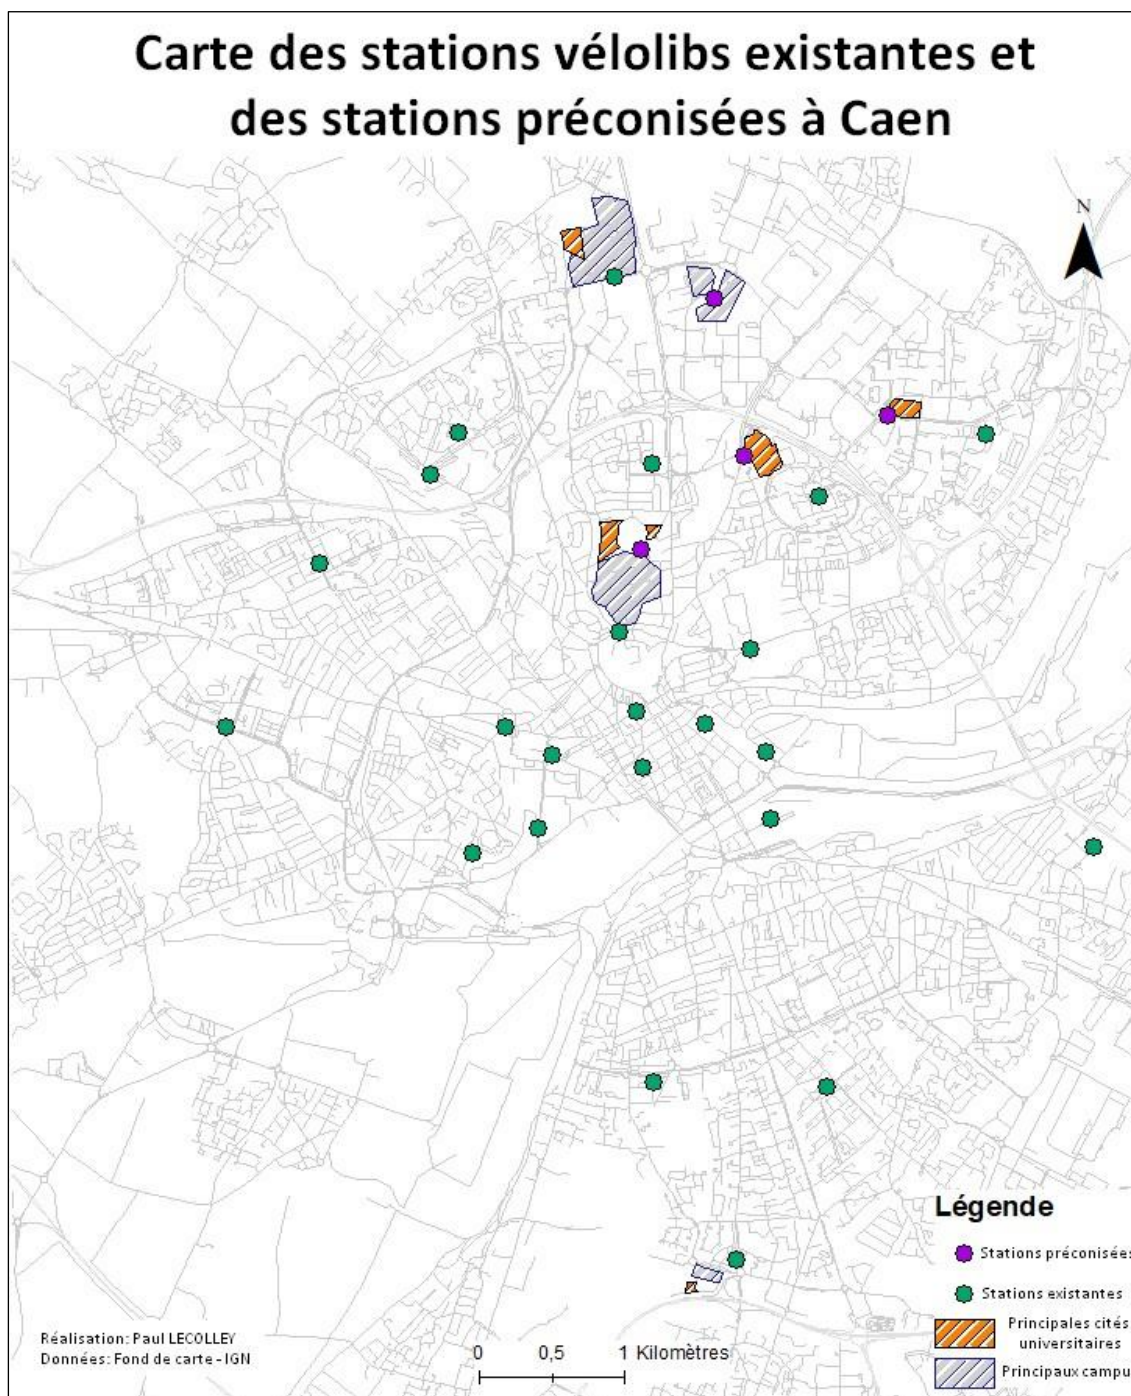 Carte des stations vélolibs existantes et
des stations préconisées à Caen
N
Légende
Stations préconisées
Stations existantes
Principales cités
universitaires
Principaux campu
Réalisation: Paul LECOLLEY
Données: Fond de carte - IGN
0 0,5 1 Kilomètres